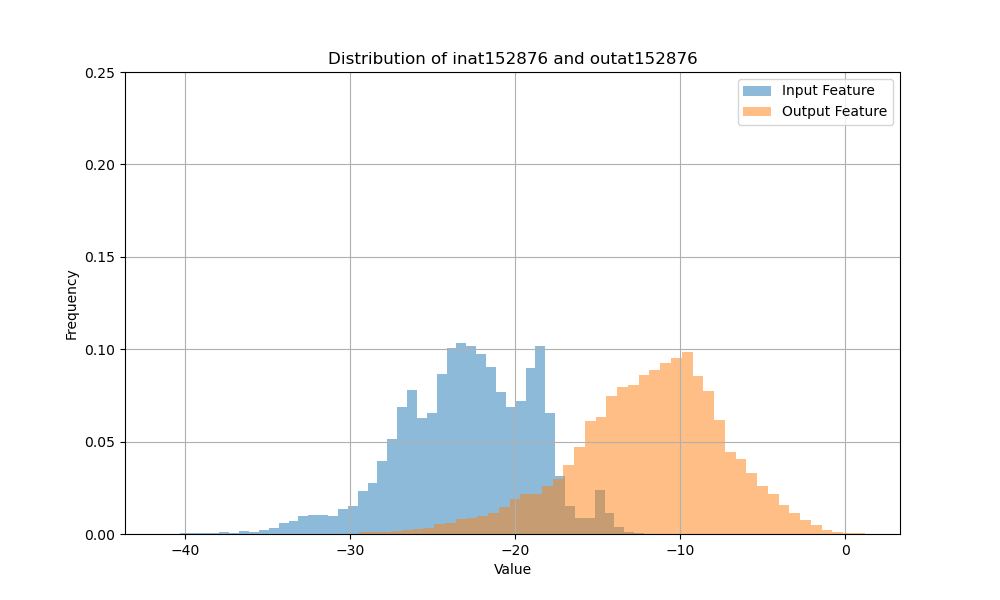 Distribution of inat152876 and outat152876
Input Feature
Output Feature
Frequency
0.25
0.20
0.15
0.10
0.05
0.00
−40
−30
−20
−10
0
Value